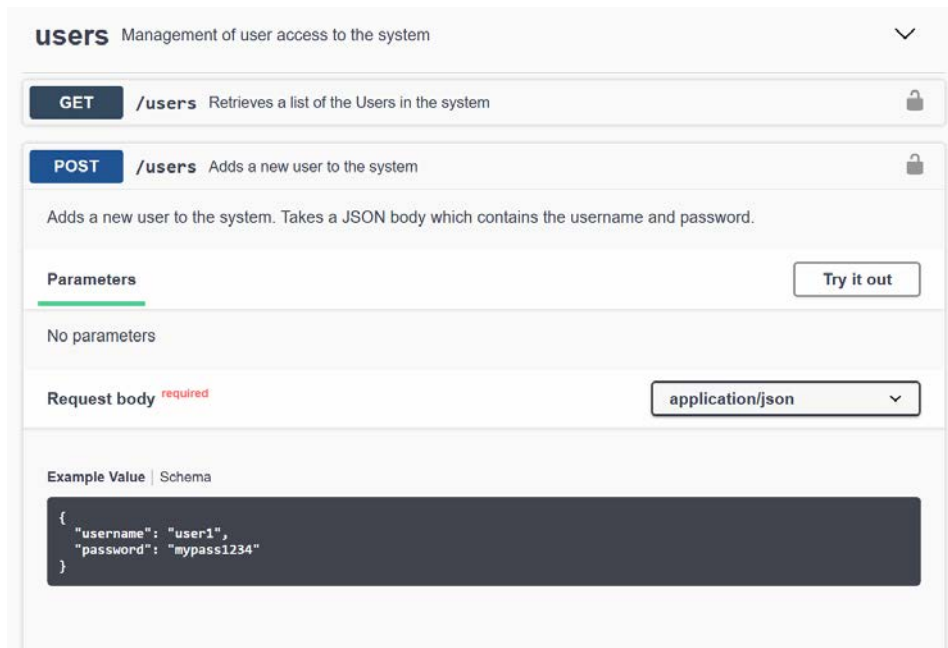 users Management of user access to the system
GET /users Retrieves a list of the Users in the system
POST /users Adds a new user to the system
Adds a new user to the system. Takes a JSON body which contains the username and password.
Parameters Try it out
No parameters
Request body required application/json
Example Value | Schema
{
"username": "user1",
"password": "mypass1234"
}